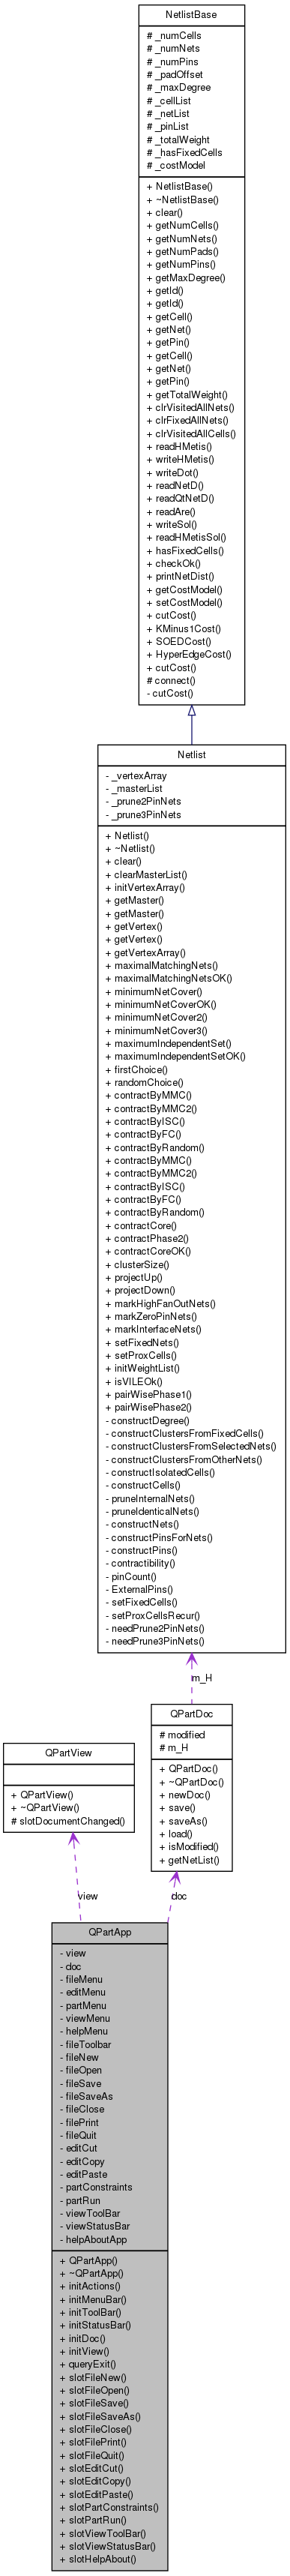 NetlistBase
# _numCells
# _numNets
# _numPins
# _padOffset
# _maxDegree
# _cellList
# _netList
# _pinList
# _totalWeight
# _hasFixedCells
# _costModel
+ NetlistBase()
+ ~NetlistBase()
+ clear()
+ getNumCells()
+ getNumNets()
+ getNumPads()
+ getNumPins()
+ getMaxDegree()
+ getId()
+ getId()
+ getCell()
+ getNet()
+ getPin()
+ getCell()
+ getNet()
+ getPin()
+ getTotalWeight()
+ clrVisitedAllNets()
+ clrFixedAllNets()
+ clrVisitedAllCells()
+ readHMetis()
+ writeHMetis()
+ writeDot()
+ readNetD()
+ readQtNetD()
+ readAre()
+ writeSol()
+ readHMetisSol()
+ hasFixedCells()
+ checkOk()
+ printNetDist()
+ getCostModel()
+ setCostModel()
+ cutCost()
+ KMinus1Cost()
+ SOEDCost()
+ HyperEdgeCost()
+ cutCost()
# connect()
- cutCost()
Netlist
- _vertexArray
- _masterList
- _prune2PinNets
- _prune3PinNets
+ Netlist()
+ ~Netlist()
+ clear()
+ clearMasterList()
+ initVertexArray()
+ getMaster()
+ getMaster()
+ getVertex()
+ getVertex()
+ getVertexArray()
+ maximalMatchingNets()
+ maximalMatchingNetsOK()
+ minimumNetCover()
+ minimumNetCoverOK()
+ minimumNetCover2()
+ minimumNetCover3()
+ maximumIndependentSet()
+ maximumIndependentSetOK()
+ firstChoice()
+ randomChoice()
+ contractByMMC()
+ contractByMMC2()
+ contractByISC()
+ contractByFC()
+ contractByRandom()
+ contractByMMC()
+ contractByMMC2()
+ contractByISC()
+ contractByFC()
+ contractByRandom()
+ contractCore()
+ contractPhase2()
+ contractCoreOK()
+ clusterSize()
+ projectUp()
+ projectDown()
+ markHighFanOutNets()
+ markZeroPinNets()
+ markInterfaceNets()
+ setFixedNets()
+ setProxCells()
+ initWeightList()
+ isVILEOk()
+ pairWisePhase1()
+ pairWisePhase2()
- constructDegree()
- constructClustersFromFixedCells()
- constructClustersFromSelectedNets()
- constructClustersFromOtherNets()
- constructIsolatedCells()
- constructCells()
- pruneInternalNets()
- pruneIdenticalNets()
- constructNets()
- constructPinsForNets()
- constructPins()
- contractibility()
- pinCount()
- ExternalPins()
- setFixedCells()
- setProxCellsRecur()
- needPrune2PinNets()
- needPrune3PinNets()
m_H
QPartDoc
# modified
# m_H
+ QPartDoc()
+ ~QPartDoc()
+ newDoc()
+ save()
+ saveAs()
+ load()
+ isModified()
+ getNetList()
QPartView
+ QPartView()
+ ~QPartView()
# slotDocumentChanged()
view
doc
QPartApp
- view
- doc
- fileMenu
- editMenu
- partMenu
- viewMenu
- helpMenu
- fileToolbar
- fileNew
- fileOpen
- fileSave
- fileSaveAs
- fileClose
- filePrint
- fileQuit
- editCut
- editCopy
- editPaste
- partConstraints
- partRun
- viewToolBar
- viewStatusBar
- helpAboutApp
+ QPartApp()
+ ~QPartApp()
+ initActions()
+ initMenuBar()
+ initToolBar()
+ initStatusBar()
+ initDoc()
+ initView()
+ queryExit()
+ slotFileNew()
+ slotFileOpen()
+ slotFileSave()
+ slotFileSaveAs()
+ slotFileClose()
+ slotFilePrint()
+ slotFileQuit()
+ slotEditCut()
+ slotEditCopy()
+ slotEditPaste()
+ slotPartConstraints()
+ slotPartRun()
+ slotViewToolBar()
+ slotViewStatusBar()
+ slotHelpAbout()